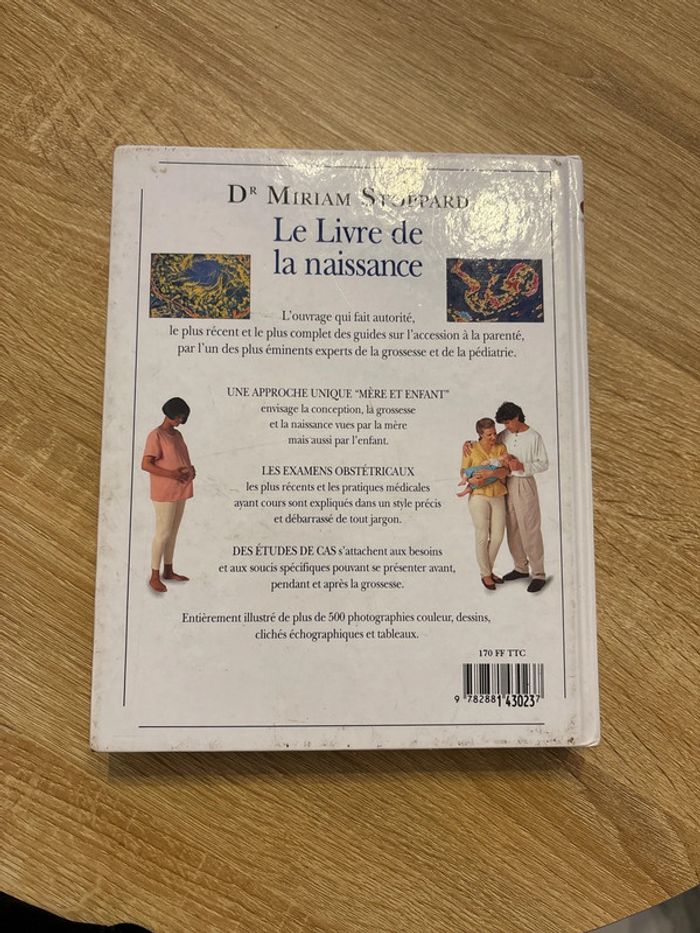 Dʳ MIRIAM STOPPARD
Le Livre de
la naissance
L'ouvrage qui fait autorité,
le plus récent et le plus complet des guides sur l'accession à la parenté,
par l'un des plus éminents experts de la grossesse et de la pédiatrie.
UNE APPROCHE UNIQUE "MÈRE ET ENFANT"
envisage la conception, la grossesse
et la naissance vues par la mère
mais aussi par l'enfant.
LES EXAMENS OBSTÉTRICAUX
les plus récents et les pratiques médicales
ayant cours sont expliqués dans un style précis
et débarrassé de tout jargon.
DES ÉTUDES DE CAS s'attachent aux besoins
et aux soucis spécifiques pouvant se présenter avant,
pendant et après la grossesse.
Entièrement illustré de plus de 500 photographies couleur, dessins,
clichés échographiques et tableaux.
170 FF TTC
9 782881 430237